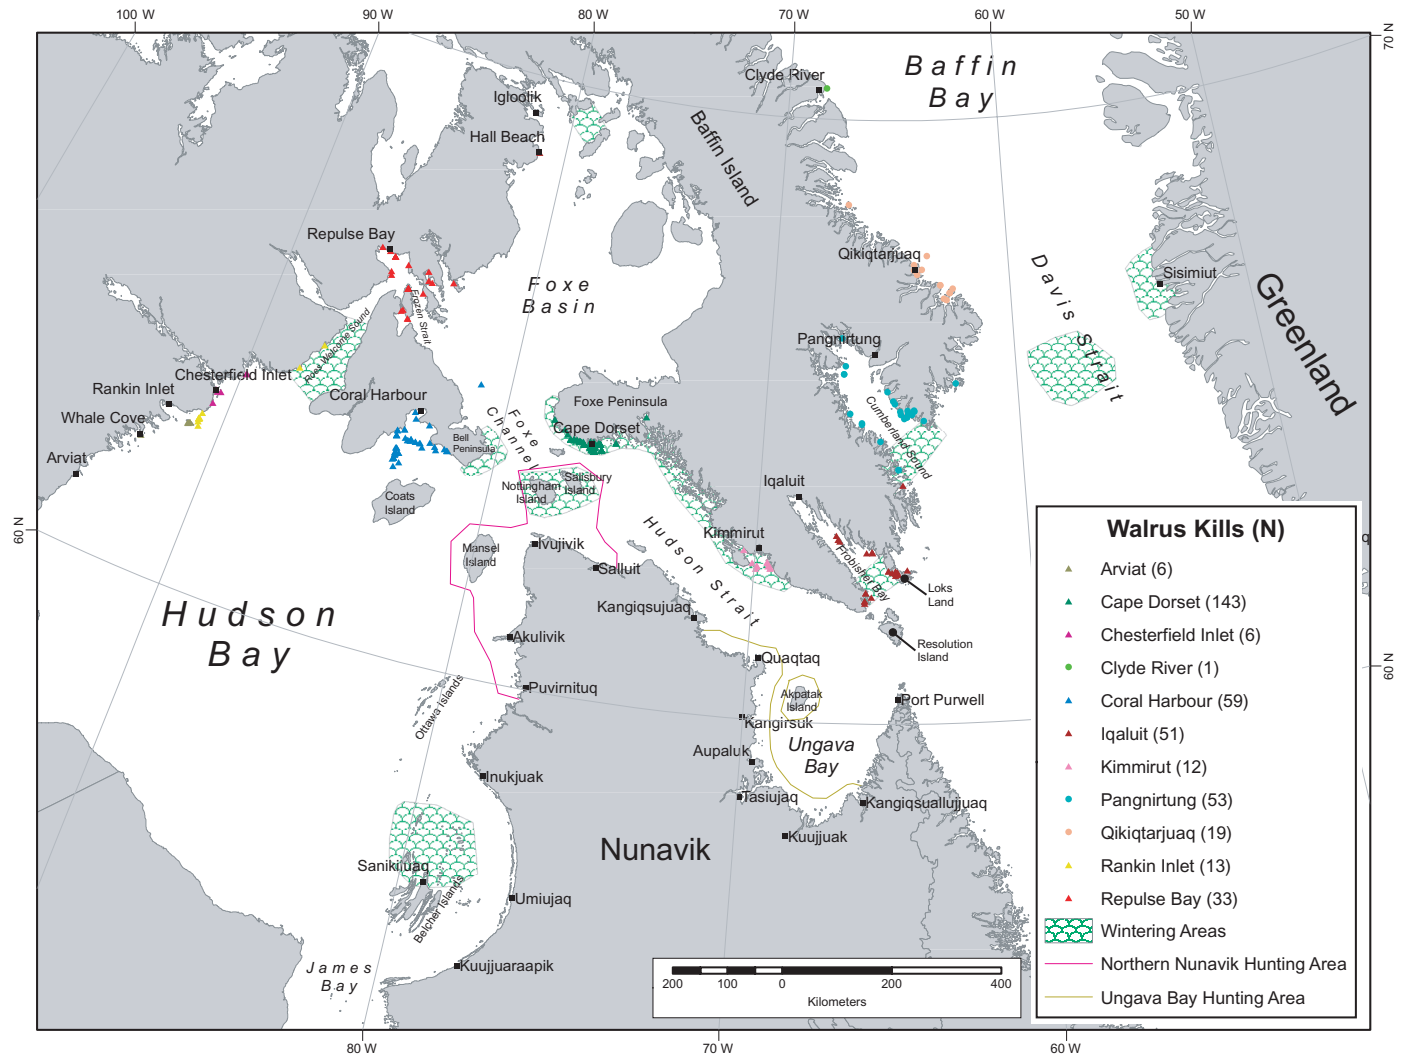 100 W
90 W
80 W
70 W
60 W
50 W
70 N
Baffin
Bay
Clyde River
Igloolik
Hall Beach
Baffin Island
Repulse Bay
Qikiqtarjuaq
Davis Strait
Sisimiut
Greenland
Foxe
Basin
Frozen Strait
Ross Welcome Sound
Pangnirtung
Chesterfield Inlet
Rankin Inlet
Coral Harbour
Whale Cove
Foxe Peninsula
Foxe
Channel
Cape Dorset
Cumberland Sound
Bell
Peninsula
Arviat
Coats
Island
Nottingham
Island
Salisbury
Island
Iqaluit
60 N
Mansel
Island
Ivujivik
Hudson Strait
Kimmirut
Frobisher Bay
Salluit
Loks
Land
Hudson
Bay
Kangiqsujuaq
Akulivik
Resolution
Island
Quaqtaq
Puvirnituq
Akpatak
Island
Port Purwell
60 N
Ottawa Islands
Kangirsuk
Ungava
Bay
Aupaluk
Inukjuak
Tasiujaq
Kangiqsuallujjuaq
Kuujjuak
Nunavik
Sanikiluaq
Belcher Islands
Umiujaq
James
Bay
Kuujjuaraapik
Walrus Kills (N)
Arviat (6)
Cape Dorset (143)
Chesterfield Inlet (6)
Clyde River (1)
Coral Harbour (59)
Iqaluit (51)
Kimmirut (12)
Pangnirtung (53)
Qikiqtarjuaq (19)
Rankin Inlet (13)
Repulse Bay (33)
Wintering Areas
Northern Nunavik Hunting Area
Ungava Bay Hunting Area
200 100 0 200 400
Kilometers
80 W
70 W
60 W